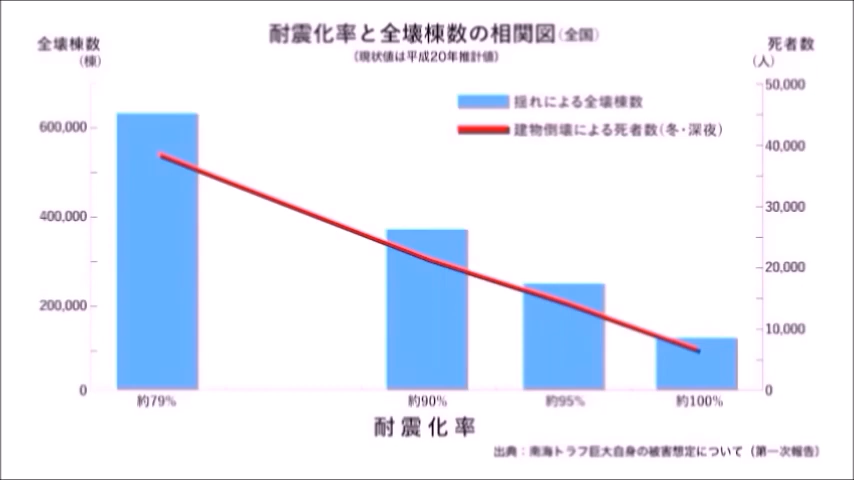 耐震化率と全壊棟数の相関図(全国)
(現状値は平成20年推計値)
全壊棟数
(棟)
死者数
(人)
揺れによる全壊棟数
建物倒壊による死者数(冬・深夜)
600,000
400,000
200,000
0
50,000
40,000
30,000
20,000
10,000
0
約79%
約90%
約95%
約100%
耐震化率
出典：南海トラフ巨大自身の被害想定について（第一次報告）